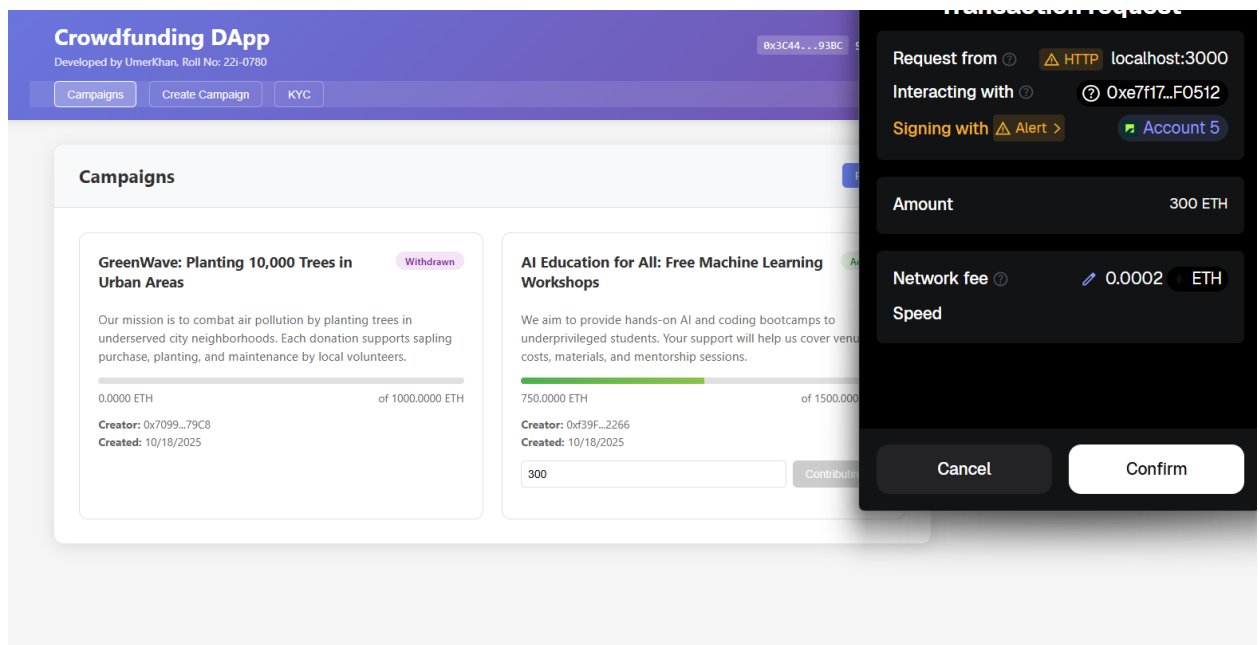 Crowdfunding DApp
Developed by UmerKhan, Roll No: 22i-0780
0x3C44...93BC
Campaigns
Create Campaign
KYC
Campaigns
GreenWave: Planting 10,000 Trees in
Urban Areas
Withdrawn
Our mission is to combat air pollution by planting trees in
underserved city neighborhoods. Each donation supports sapling
purchase, planting, and maintenance by local volunteers.
0.0000 ETH
of 1000.0000 ETH
Creator: 0x7099...79C8
Created: 10/18/2025
AI Education for All: Free Machine Learning
Workshops
We aim to provide hands-on AI and coding bootcamps to
underprivileged students. Your support will help us cover venu
costs, materials, and mentorship sessions.
750.0000 ETH
of 1500.000
Creator: 0xf39F...2266
Created: 10/18/2025
300
Contributin
Transaction request
Request from
HTTP
localhost:3000
Interacting with
0xe7f17...F0512
Signing with
Alert >
Account 5
Amount
300 ETH
Network fee
0.0002
ETH
Speed
Cancel
Confirm